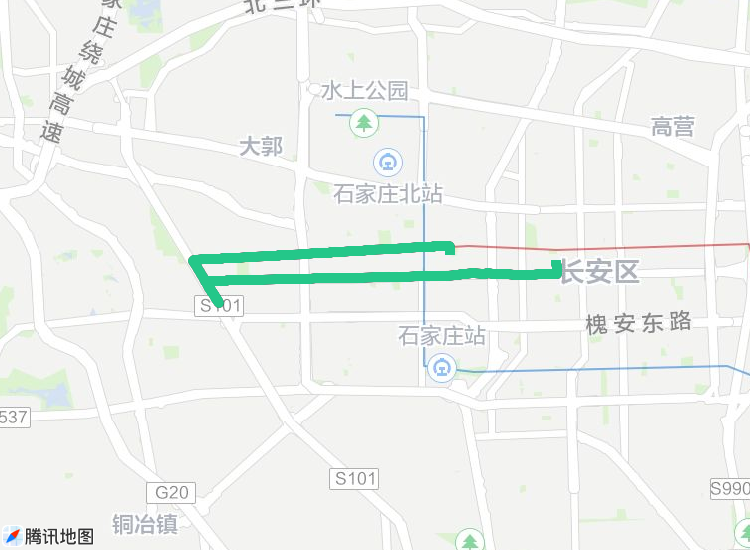 北三环
家庄绕城高速
水上公园
高营
大郭
石家庄北站
长安区
S101
槐安东路
石家庄站
537
S101
G20
S990
铜冶镇
腾讯地图